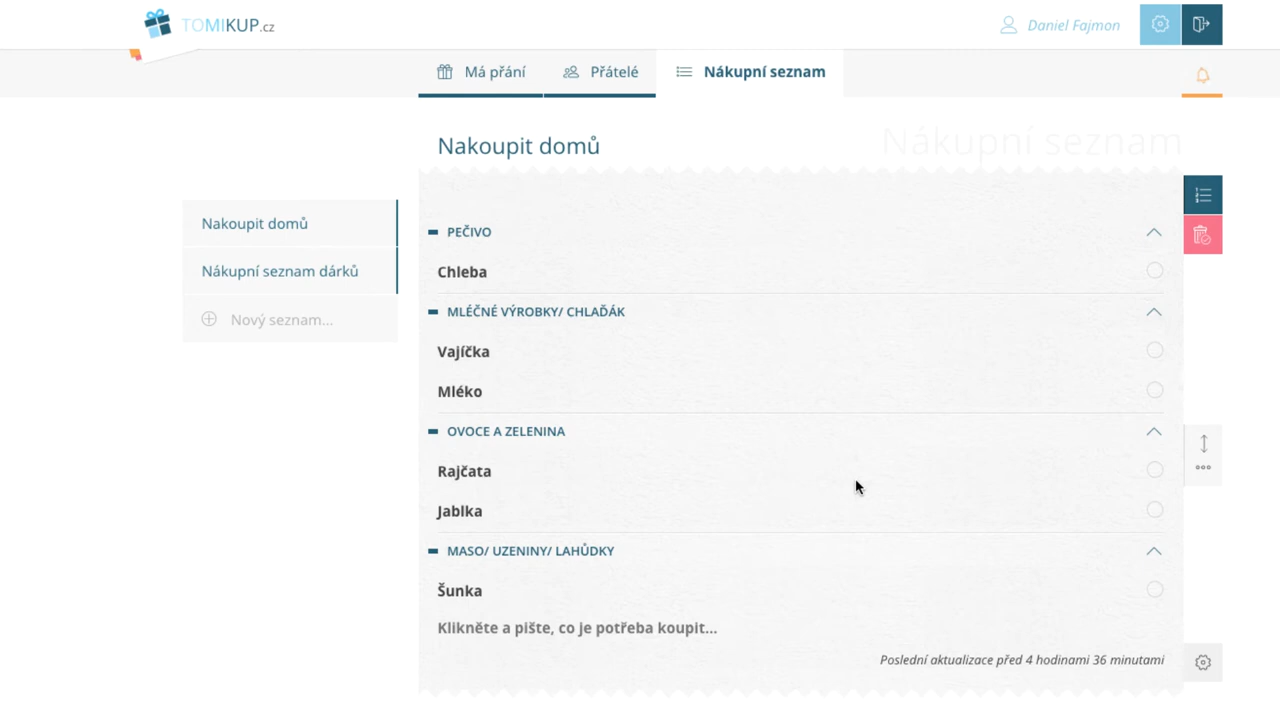 TOMIKUP.cz
Daniel Fajmon
Má přání
Přátelé
Nákupní seznam
Nakoupit domů
Nákupní seznam
Nakoupit domů
Nákupní seznam dárků
Nový seznam...
PEČIVO
Chleba
MLÉČNÉ VÝROBKY/ CHLAĎÁK
Vajíčka
Mléko
OVOCE A ZELENINA
Rajčata
Jablka
MASO/ UZENINY/ LAHŮDKY
Šunka
Klikněte a pište, co je potřeba koupit...
Poslední aktualizace před 4 hodinami 36 minutami